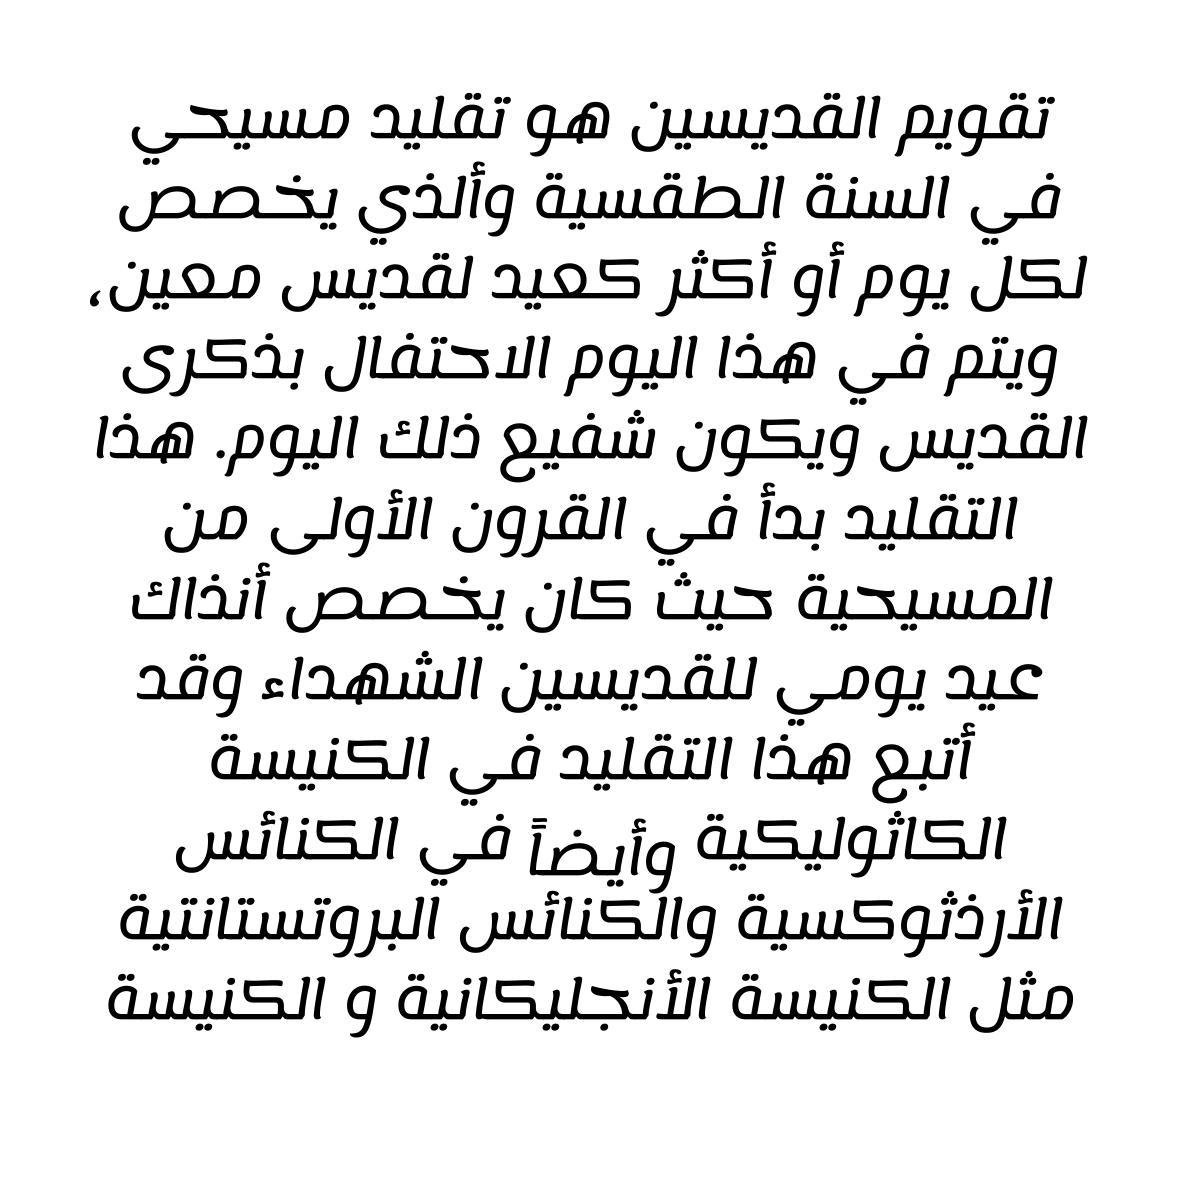 تقويم القديسين هو تقليد مسيحي
في السنة الطقسية وألذي يخصص
لكل يوم أو أكثر كعيد لقديس معين،
ويتم في هذا اليوم الاحتفال بذكرى
القديس ويكون شفيع ذلك اليوم. هذا
التقليد بدأ في القرون الأولى من
المسيحية حيث كان يخصص أنذاك
عيد يومي للقديسين الشهداء وقد
أتبع هذا التقليد في الكنيسة
الكاثوليكية وأيضاً في الكنائس
الأرذثوكسية والكنائس البروتستانتية
مثل الكنيسة الأنجليكانية و الكنيسة